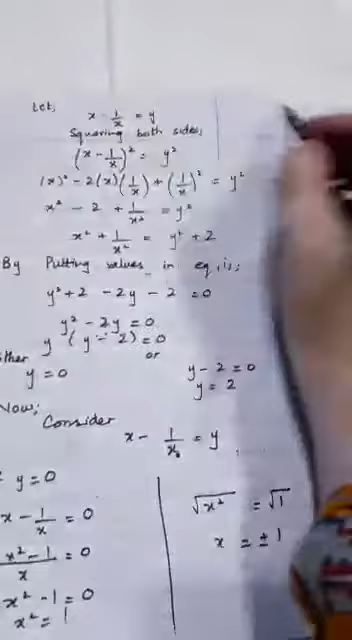 Let,
x - 1/x = y
Squaring both sides,
(x - 1/x)² = y²
(x)² - 2(x)(1/x) + (1/x)² = y²
x² - 2 + 1/x² = y²
x² + 1/x² = y² + 2
By Putting values in eq,i,
y² + 2 - 2y - 2 = 0
y² - 2y = 0
y (y - 2) = 0
or
y = 0
y - 2 = 0
y = 2
Now, Consider
x - 1/x = y
y = 0
x - 1/x = 0
x² - 1/x = 0
x² - 1 = 0
x² = 1
√x² = √1
x = ± 1